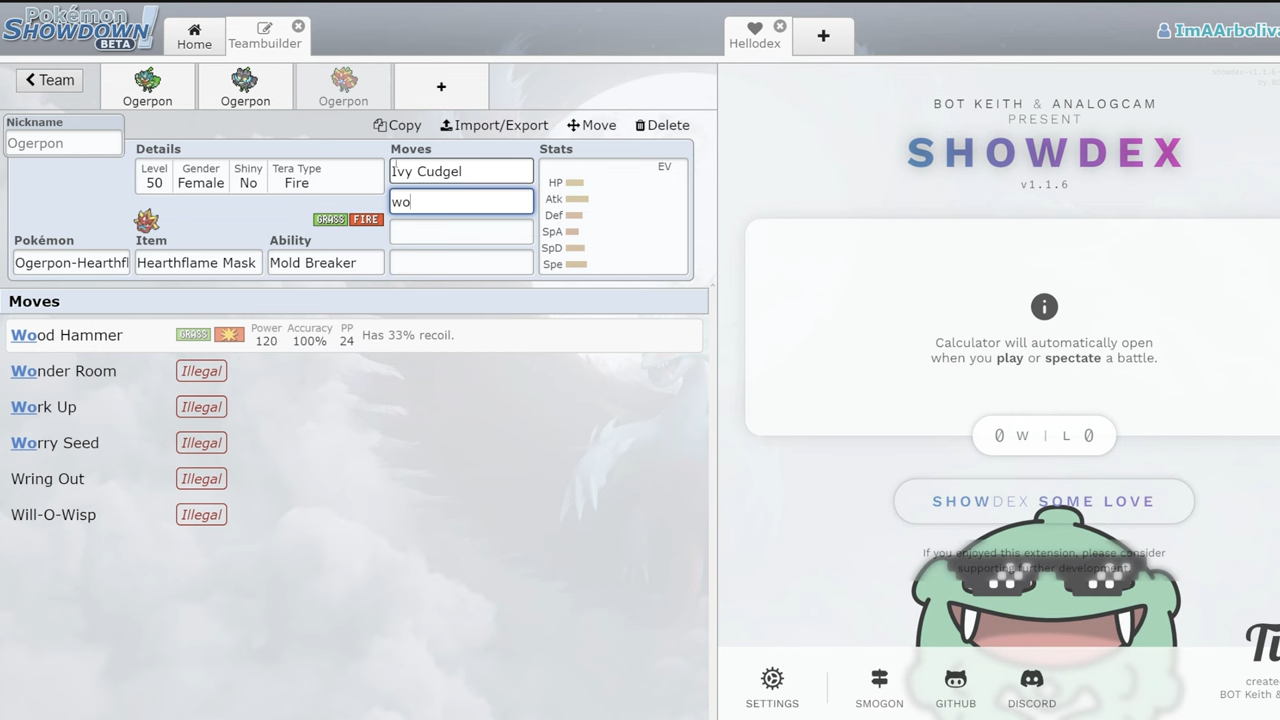 Pokémon
SHOWDOWN!
BETA
Home
Teambuilder
Hellodex
+
ImAArboliva
Team
Ogerpon
Ogerpon
Ogerpon
+
Nickname
Ogerpon
Copy
Import/Export
Move
Delete
Details
Level
50
Gender
Female
Shiny
No
Tera Type
Fire
GRASS FIRE
Pokémon
Ogerpon-Hearthfl
Item
Hearthflame Mask
Ability
Mold Breaker
Moves
Ivy Cudgel
wo
Stats
EV
HP
Atk
Def
SpA
SpD
Spe
Moves
Wood Hammer GRASS Power 120 Accuracy 100% PP 24 Has 33% recoil.
Wonder Room Illegal
Work Up Illegal
Worry Seed Illegal
Wring Out Illegal
Will-O-Wisp Illegal
BOT KEITH & ANALOGCAM
PRESENT
SHOWDEX
v1.1.6
Calculator will automatically open
when you play or spectate a battle.
0 W | L 0
SHOWDEX SOME LOVE
If you enjoyed this extension, please consider
supporting further development.
SETTINGS
SMOGON
GITHUB
DISCORD
create
BOT Keith &